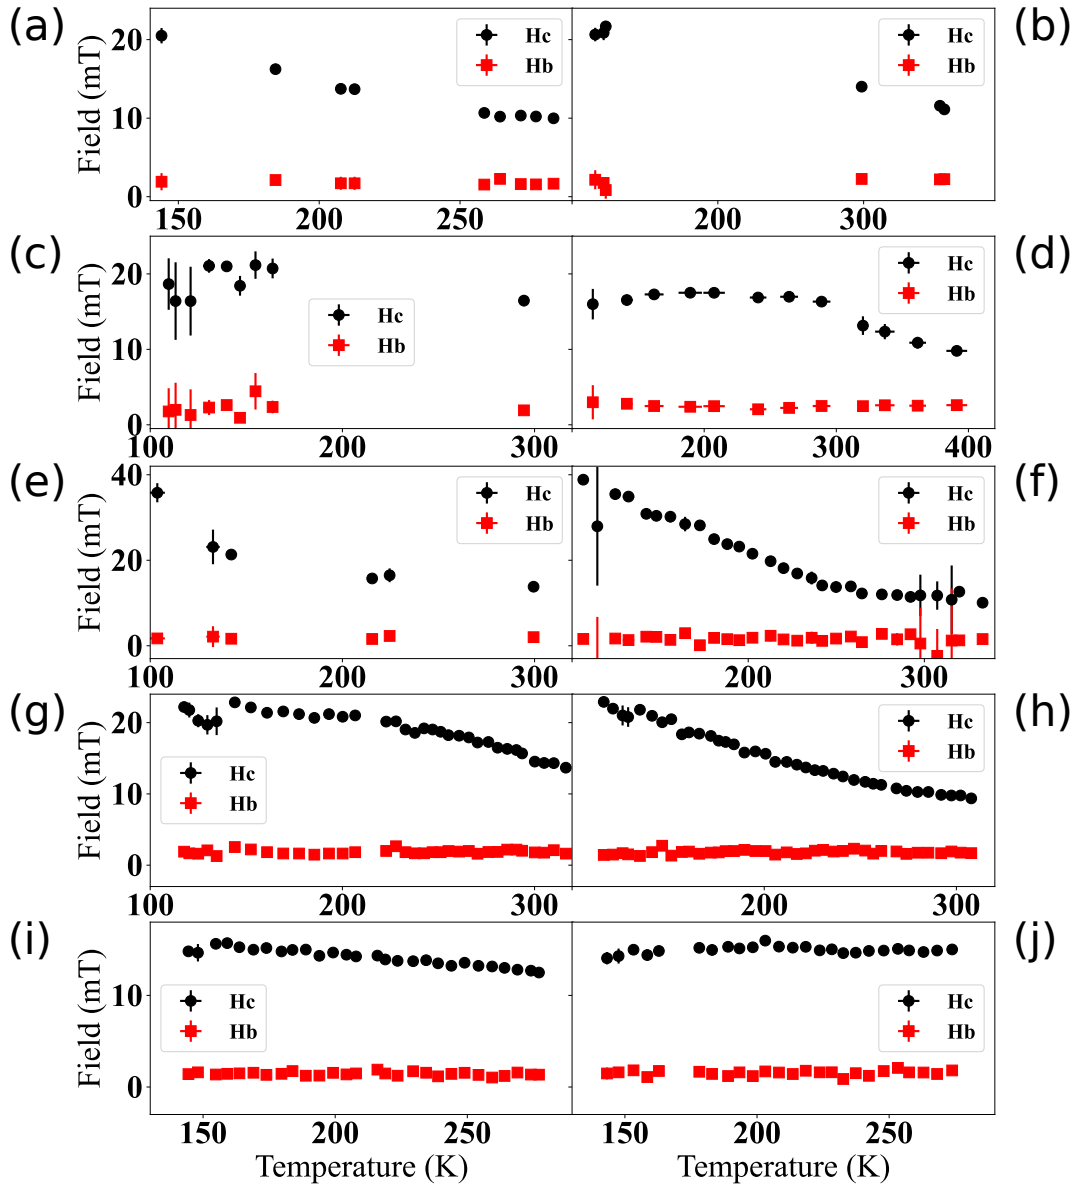 (a)
(b)
Field (mT)
20
10
0
Hc
Hb
Hc
Hb
150
200
250
200
300
(c)
(d)
Field (mT)
20
10
0
Hc
Hb
Hc
Hb
100
200
300
200
300
400
(e)
(f)
Field (mT)
40
20
0
Hc
Hb
Hc
Hb
100
200
300
200
300
(g)
(h)
Field (mT)
20
10
0
Hc
Hb
Hc
Hb
100
200
300
200
300
(i)
(j)
Field (mT)
10
0
Hc
Hb
Hc
Hb
150
200
250
150
200
250
Temperature (K)
Temperature (K)